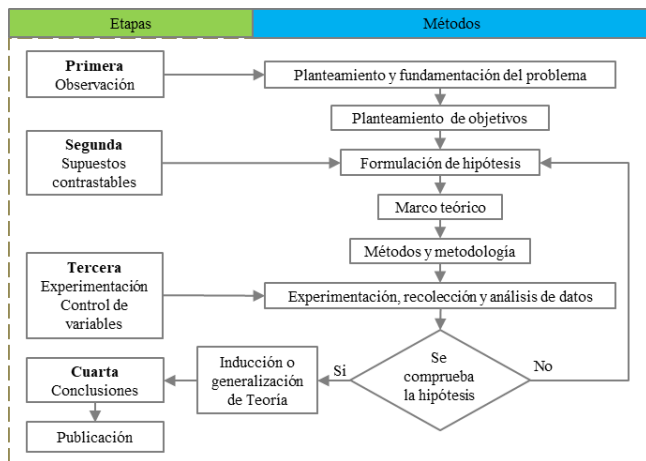 Etapas
Métodos
Primera
Observación
Planteamiento y fundamentación del problema
Planteamiento de objetivos
Segunda
Supuestos
contrastables
Formulación de hipótesis
Marco teórico
Métodos y metodología
Tercera
Experimentación
Control de
variables
Experimentación, recolección y análisis de datos
Se
comprueba
la hipótesis
No
Si
Inducción o
generalización
de Teoría
Cuarta
Conclusiones
Publicación